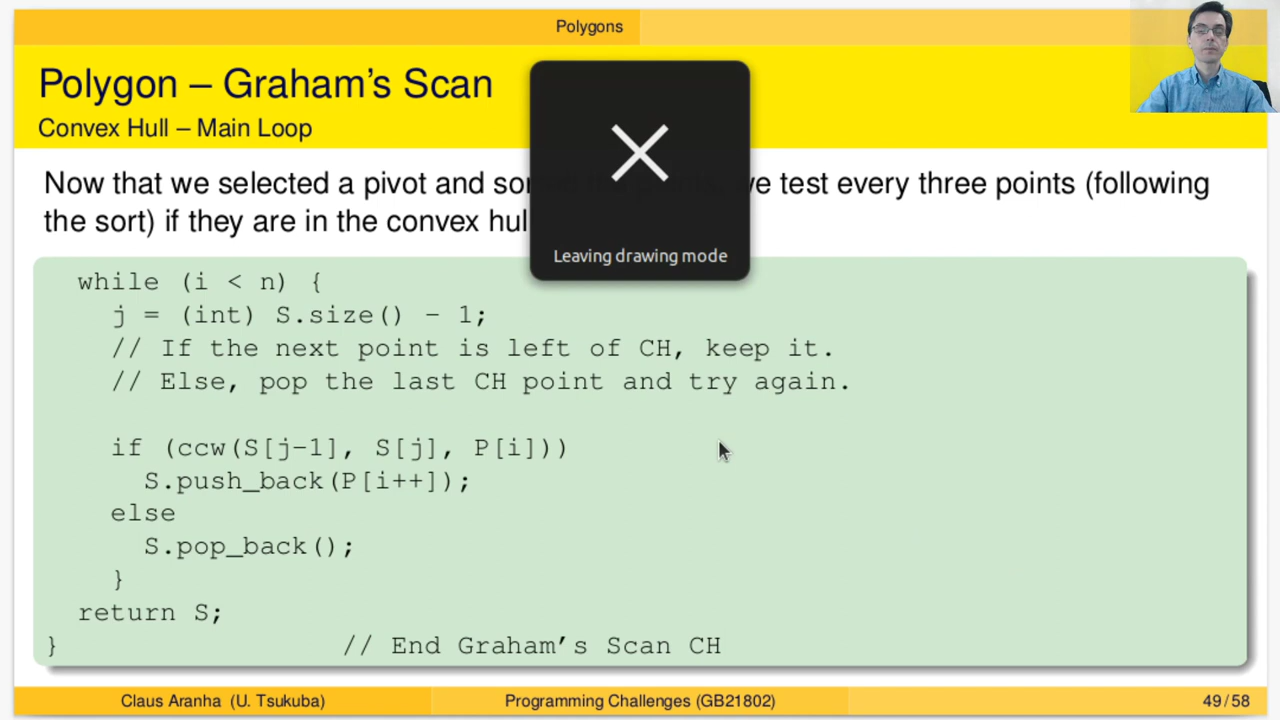 Polygons
Polygon – Graham's Scan
Convex Hull – Main Loop
Now that we selected a pivot and sor ve test every three points (following
the sort) if they are in the convex hul
Leaving drawing mode
while (i < n) {
j = (int) S.size() - 1;
// If the next point is left of CH, keep it.
// Else, pop the last CH point and try again.
if (ccw(S[j-1], S[j], P[i]))
S.push_back(P[i++]);
else
S.pop_back();
}
return S;
} // End Graham's Scan CH
Claus Aranha (U. Tsukuba)
Programming Challenges (GB21802)
49/58